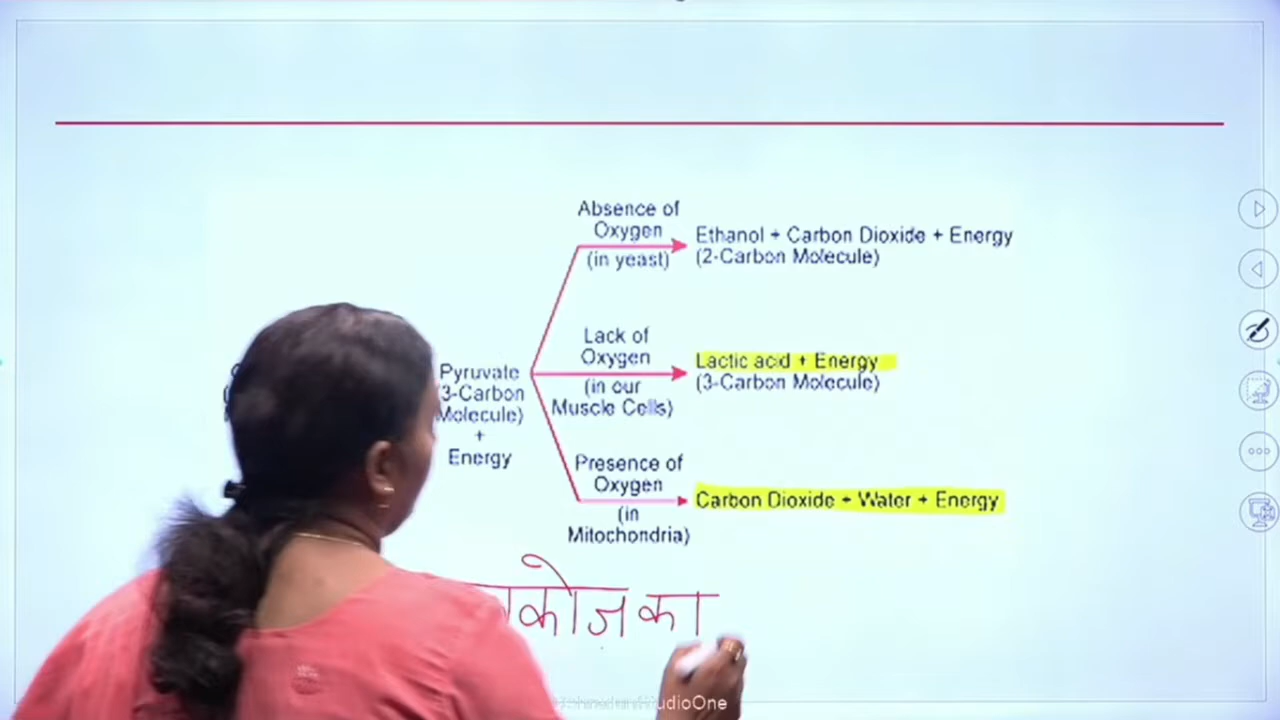 Absence of
Oxygen
(in yeast)
Ethanol + Carbon Dioxide + Energy
(2-Carbon Molecule)
Lack of
Oxygen
(in our
Muscle Cells)
Lactic acid + Energy
(3-Carbon Molecule)
Pyruvate
(3-Carbon
Molecule)
+
Energy
Presence of
Oxygen
(in
Mitochondria)
Carbon Dioxide + Water + Energy
का